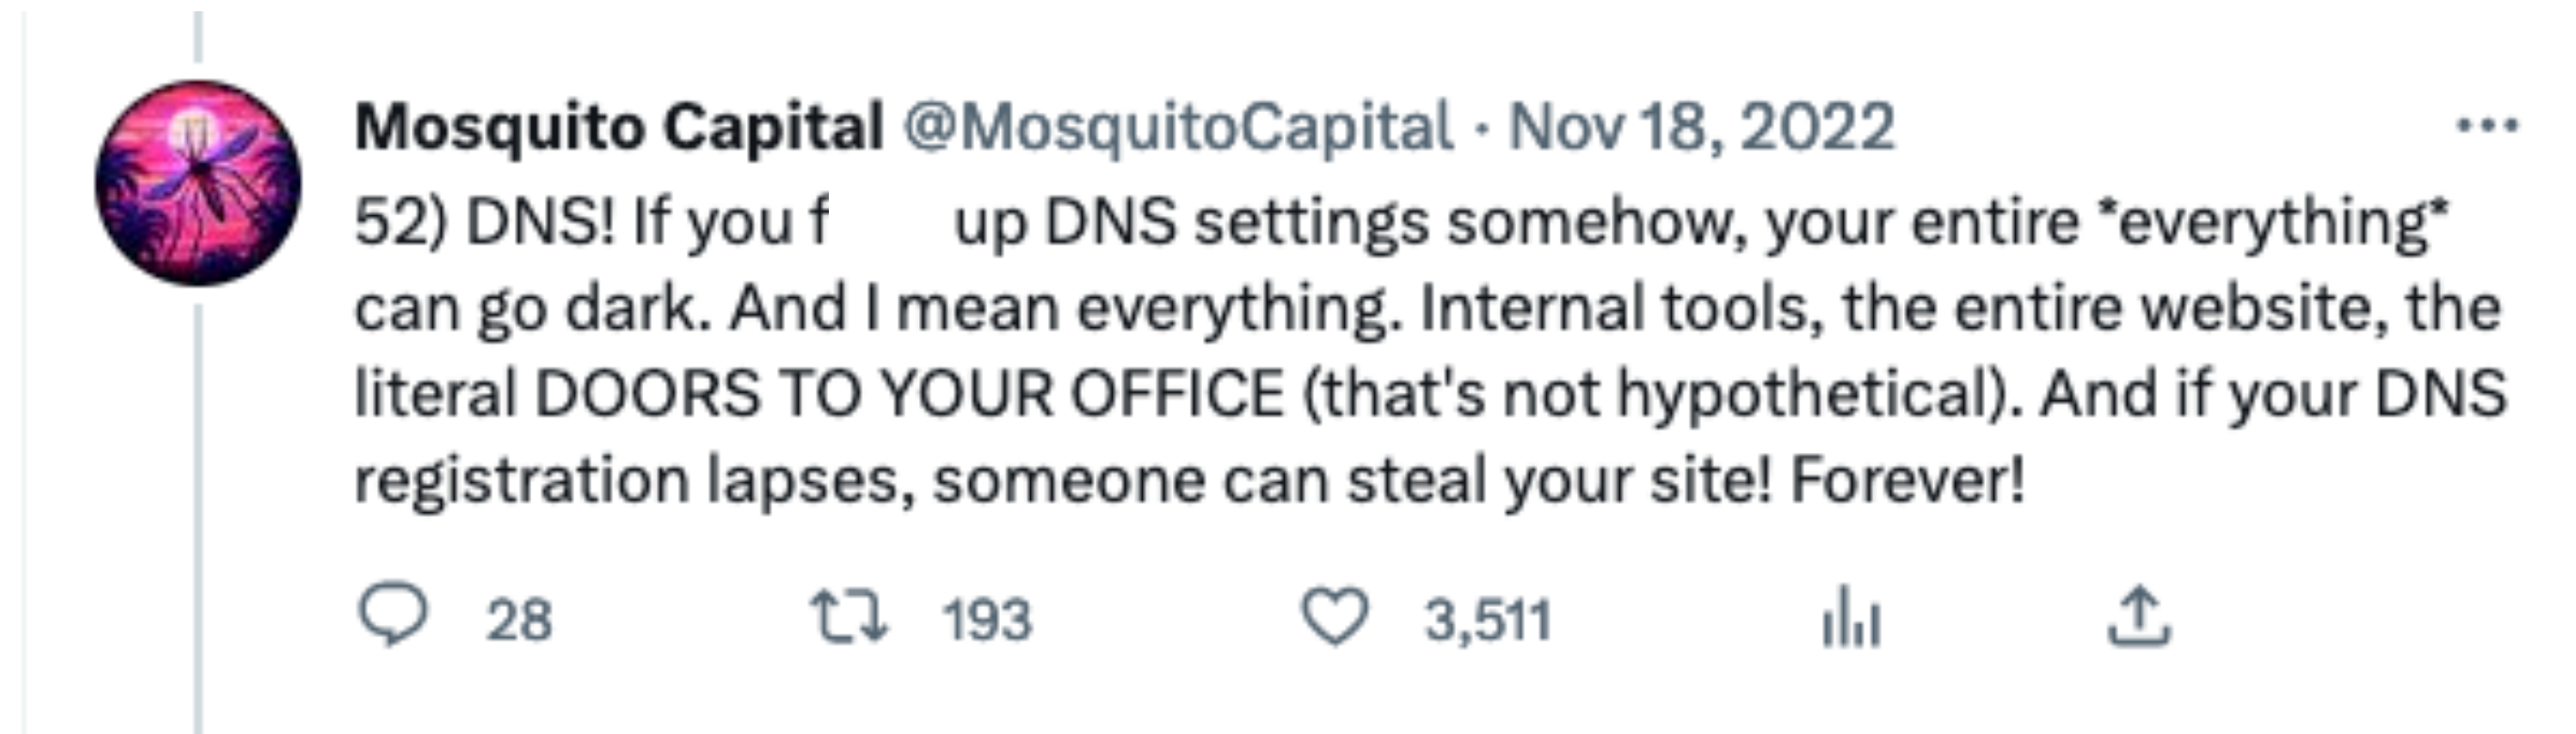 Mosquito Capital @MosquitoCapital · Nov 18, 2022
52) DNS! If you f up DNS settings somehow, your entire *everything*
can go dark. And I mean everything. Internal tools, the entire website, the
literal DOORS TO YOUR OFFICE (that's not hypothetical). And if your DNS
registration lapses, someone can steal your site! Forever!
28 193 3,511